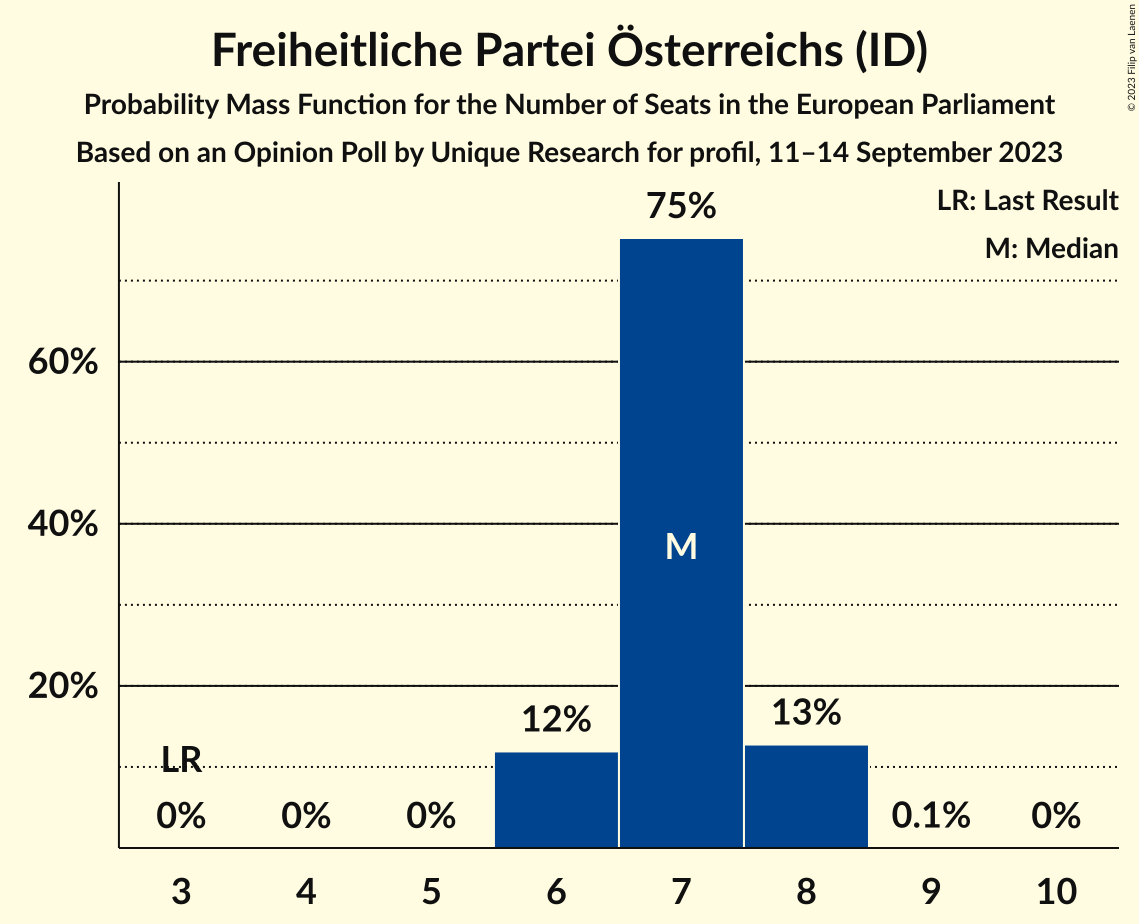 Freiheitliche Partei Österreichs (ID)
Probability Mass Function for the Number of Seats in the European Parliament
Based on an Opinion Poll by Unique Research for profil, 11–14 September 2023
© 2023 Filip van Laenen
LR: Last Result
M: Median
75%
60%
40%
M
20%
12%
13%
LR
0%
0%
0%
0.1%
0%
3 4 5 6 7 8 9 10